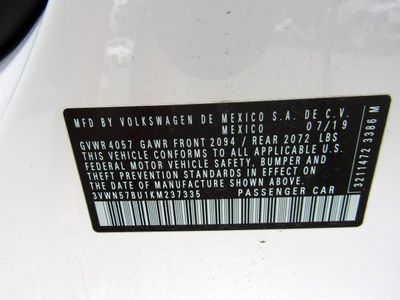 MFD BY VOLKSWAGEN DE MEXICO S.A. DE C.V.
MEXICO 07/19
GVWR 4057 GAWR FRONT 2094 / REAR 2072 LBS
THIS VEHICLE CONFORMS TO ALL APPLICABLE U.S.
FEDERAL MOTOR VEHICLE SAFETY, BUMPER, AND
THEFT PREVENTION STANDARDS IN EFFECT ON THE
DATE OF MANUFACTURE SHOWN ABOVE.
3VWN57BU1KM237335 PASSENGER CAR
3211472 3386 M